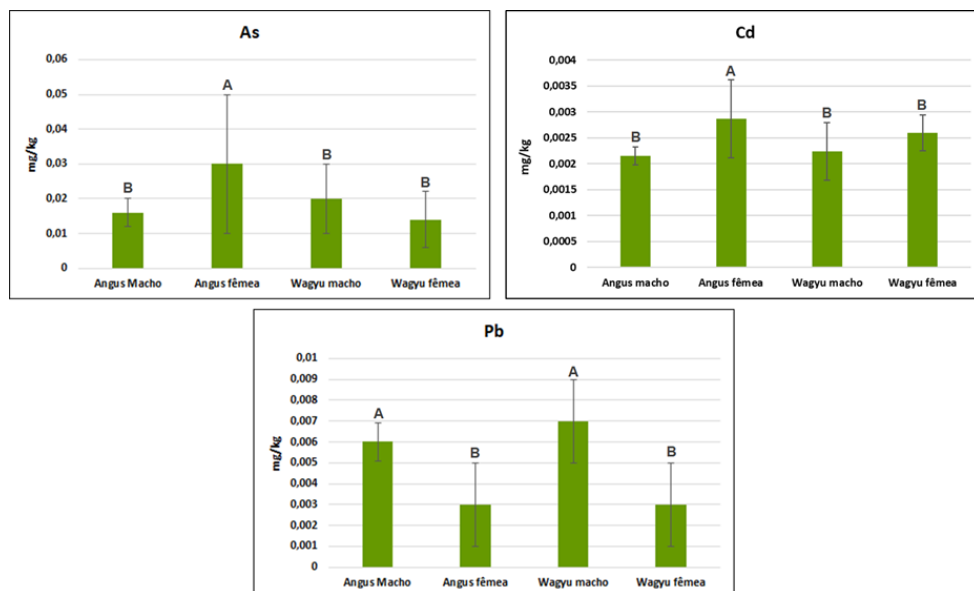 As
0,06
0,05
0,04
0,03
0,02
0,01
0
mg/kg
B
A
B
B
Angus Macho
Angus fêmea
Wagyu macho
Wagyu fêmea
Cd
0,004
0,0035
0,003
0,0025
0,002
0,0015
0,001
0,0005
0
mg/kg
B
A
B
B
Angus macho
Angus fêmea
Wagyu macho
Wagyu fêmea
Pb
0,01
0,009
0,008
0,007
0,006
0,005
0,004
0,003
0,002
0,001
0
mg/kg
A
B
A
B
Angus Macho
Angus fêmea
Wagyu macho
Wagyu fêmea